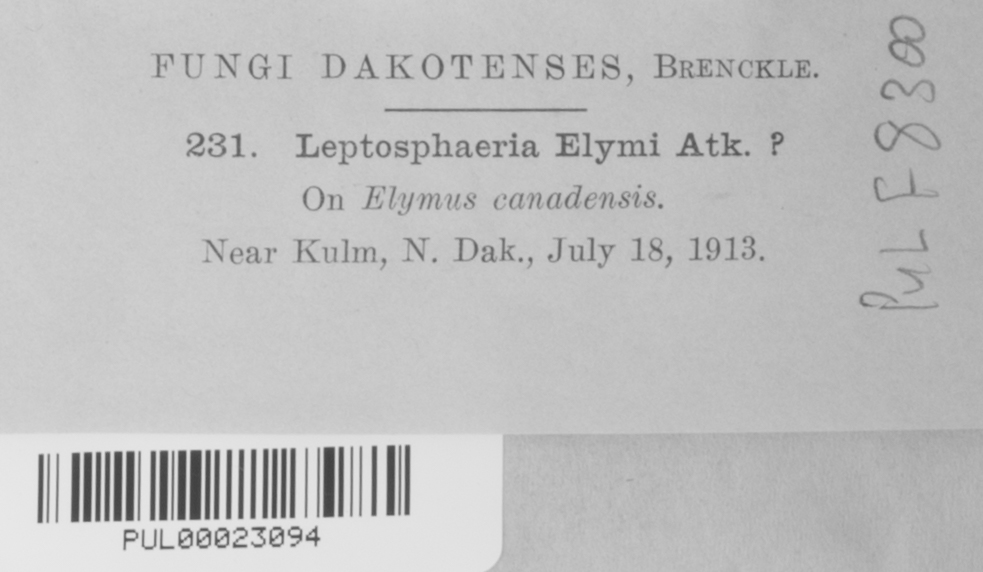 FUNGI DAKOTENSES, BRENCKLE.
231. Leptosphaeria Elymi Atk. ?
On Elymus canadensis.
Near Kulm, N. Dak., July 18, 1913.
PUL F 8300
PUL00023094